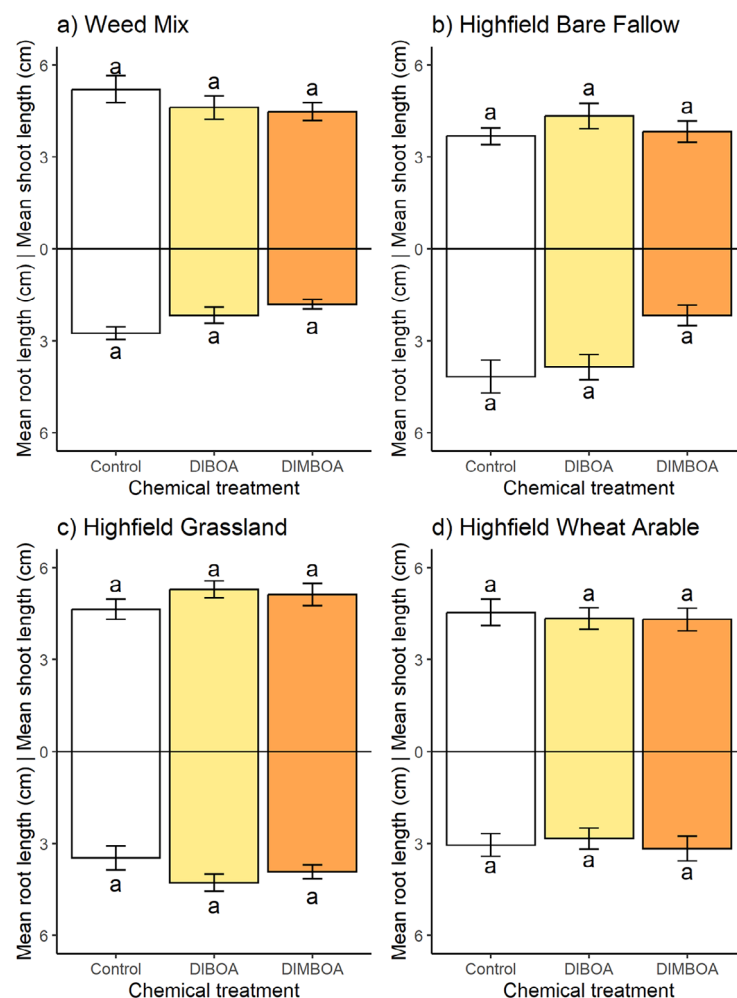 a) Weed Mix
Mean root length (cm) | Mean shoot length (cm)
6
3
0
3
6
a
a
a
a
a
a
Control
DIBOA
DIMBOA
Chemical treatment
b) Highfield Bare Fallow
Mean root length (cm) | Mean shoot length (cm)
6
3
0
3
6
a
a
a
a
a
a
Control
DIBOA
DIMBOA
Chemical treatment
c) Highfield Grassland
Mean root length (cm) | Mean shoot length (cm)
6
3
0
3
6
a
a
a
a
a
a
Control
DIBOA
DIMBOA
Chemical treatment
d) Highfield Wheat Arable
Mean root length (cm) | Mean shoot length (cm)
6
3
0
3
6
a
a
a
a
a
a
Control
DIBOA
DIMBOA
Chemical treatment